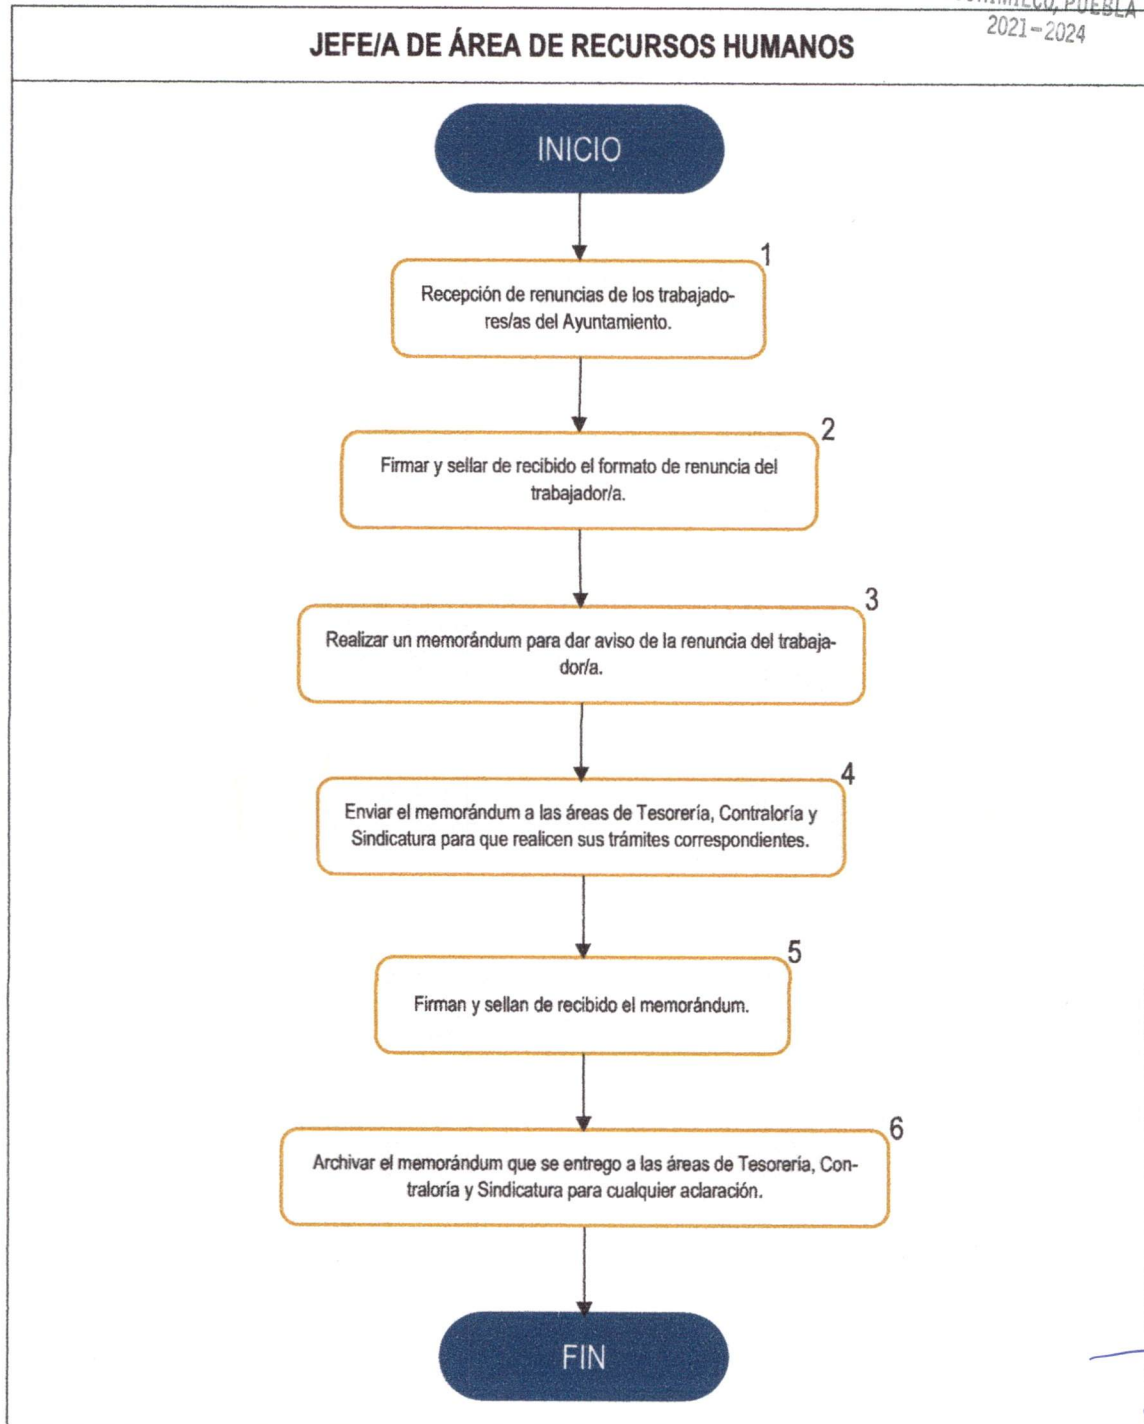 PUEBLA
2021-2024
JEFE/A DE ÁREA DE RECURSOS HUMANOS
INICIO
1
Recepción de renuncias de los trabajado-
res/as del Ayuntamiento.
2
Firmar y sellar de recibido el formato de renuncia del
trabajador/a.
3
Realizar un memorándum para dar aviso de la renuncia del trabaja-
dor/a.
4
Enviar el memorándum a las áreas de Tesorería, Contraloría y
Sindicatura para que realicen sus trámites correspondientes.
5
Firman y sellan de recibido el memorándum.
6
Archivar el memorándum que se entrego a las áreas de Tesorería, Con-
traloría y Sindicatura para cualquier aclaración.
FIN